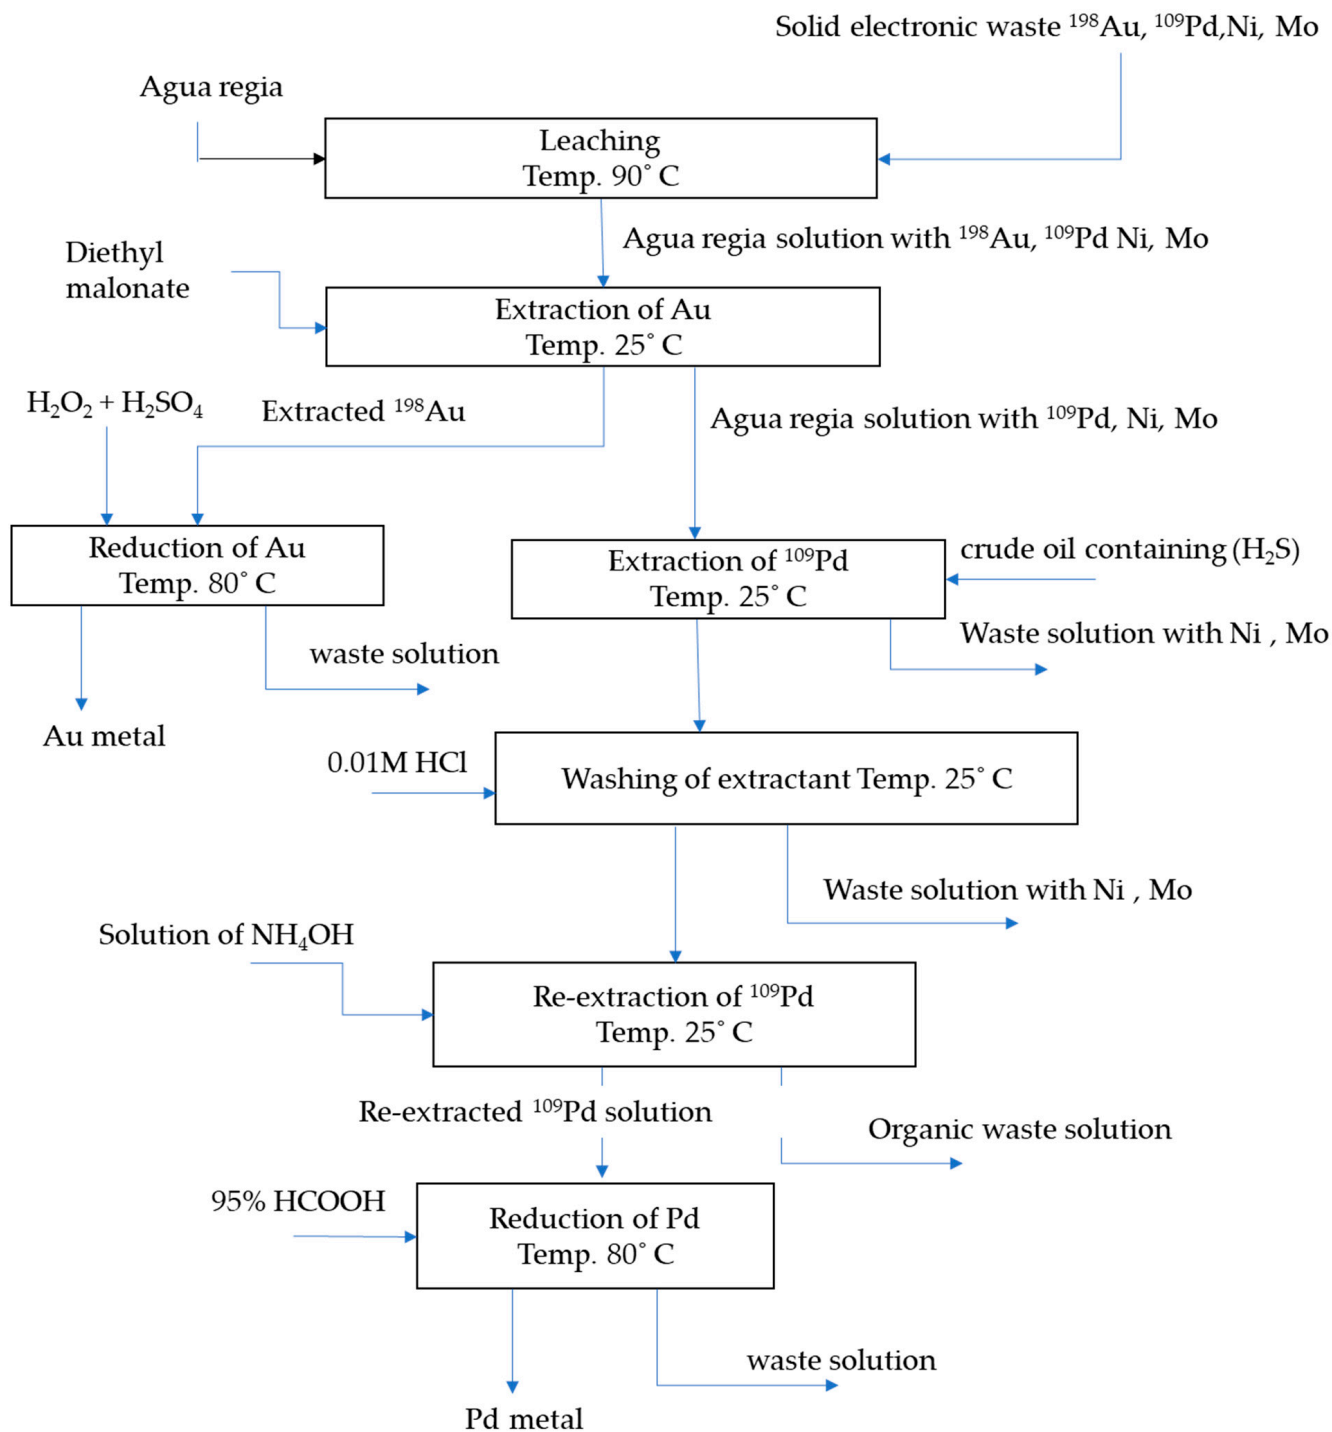 Solid electronic waste ¹⁹⁸Au, ¹⁰⁹Pd,Ni, Mo
Agua regia
Leaching
Temp. 90° C
Agua regia solution with ¹⁹⁸Au, ¹⁰⁹Pd Ni, Mo
Diethyl
malonate
Extraction of Au
Temp. 25° C
H₂O₂ + H₂SO₄
Extracted ¹⁹⁸Au
Agua regia solution with ¹⁰⁹Pd, Ni, Mo
Reduction of Au
Temp. 80° C
Extraction of ¹⁰⁹Pd
Temp. 25° C
crude oil containing (H₂S)
Waste solution with Ni , Mo
waste solution
Au metal
0.01M HCl
Washing of extractant Temp. 25° C
Waste solution with Ni , Mo
Solution of NH₄OH
Re-extraction of ¹⁰⁹Pd
Temp. 25° C
Re-extracted ¹⁰⁹Pd solution
Organic waste solution
95% HCOOH
Reduction of Pd
Temp. 80° C
waste solution
Pd metal